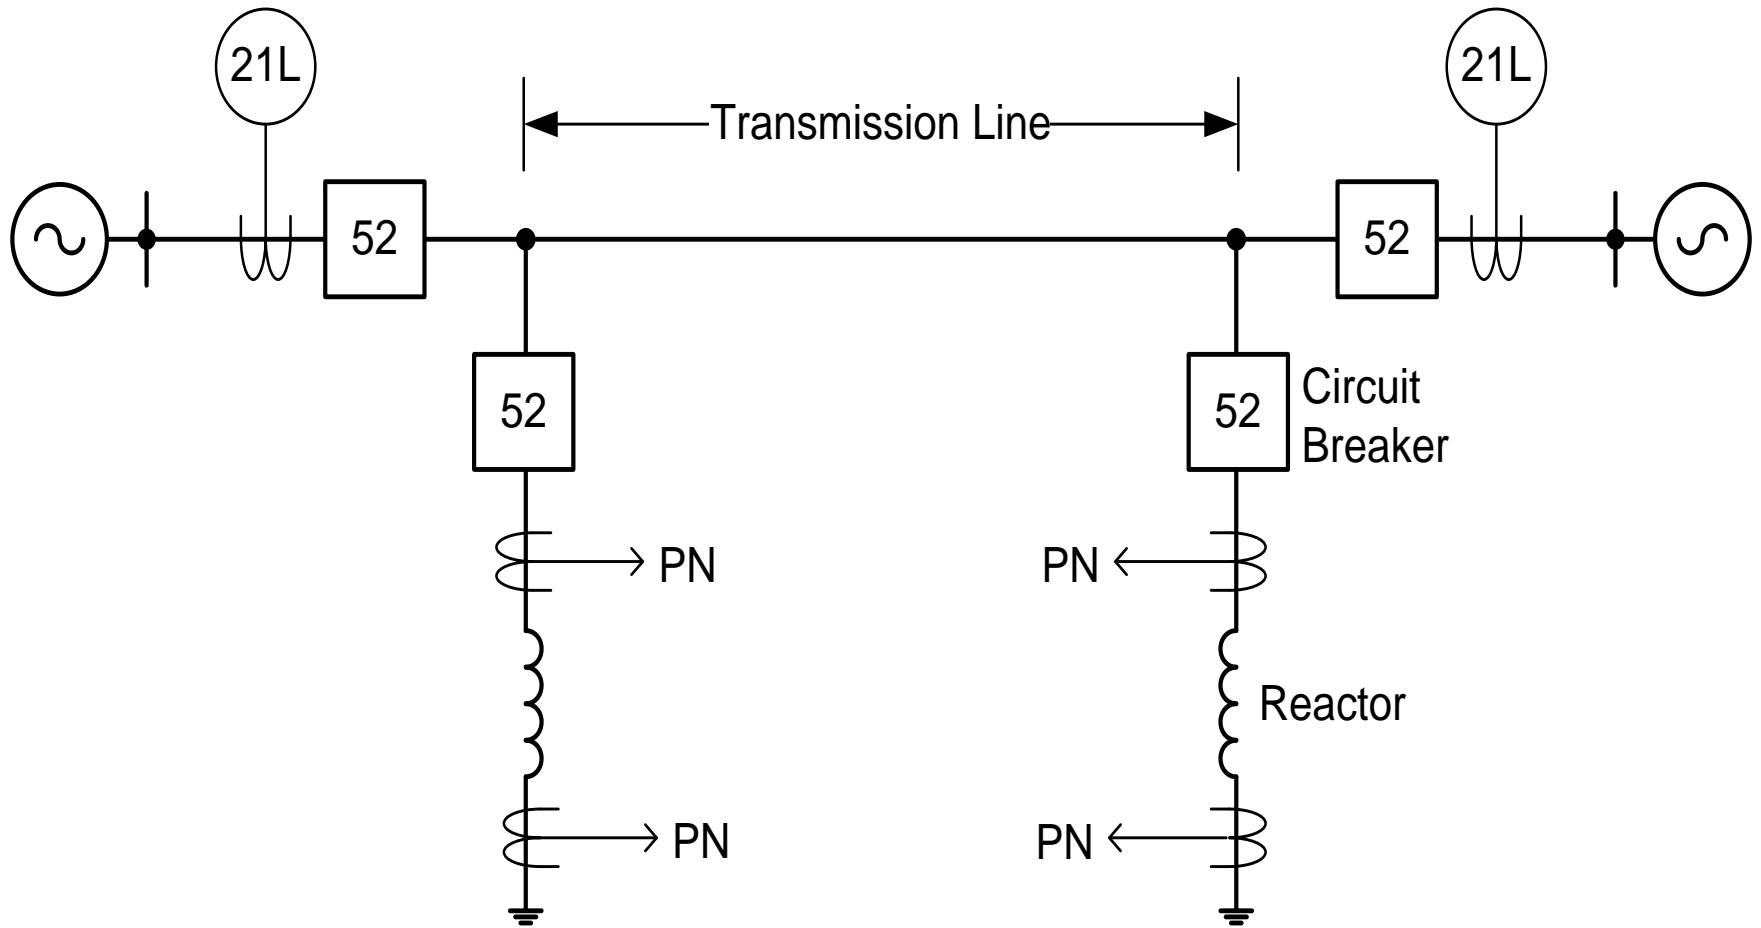 21L
21L
Transmission Line
52
52
52
52
Circuit
Breaker
PN
PN
Reactor
PN
PN